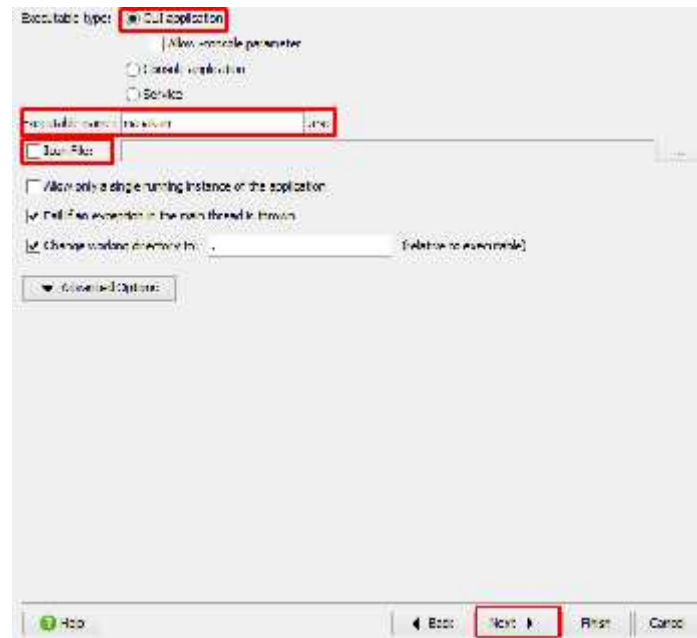 Executable type: GUI application
Allow -console parameter
Console application
Service
Executable name: .exe
Icon File: ...
Allow only a single running instance of the application
Fail if an exception in the main thread is thrown
Change working directory to: . (relative to executable)
Advanced Options
Help Back Next Finish Cancel